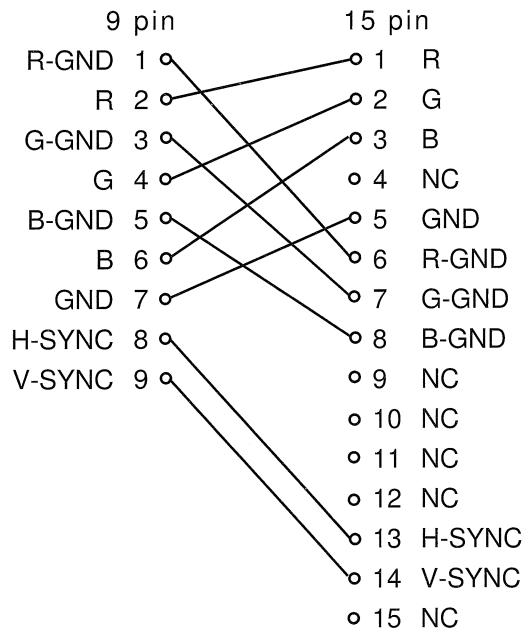 9 pin 15 pin
R-GND 1 1 R
R 2 2 G
G-GND 3 3 B
G 4 4 NC
B-GND 5 5 GND
B 6 6 R-GND
GND 7 7 G-GND
H-SYNC 8 8 B-GND
V-SYNC 9 9 NC
10 NC
11 NC
12 NC
13 H-SYNC
14 V-SYNC
15 NC